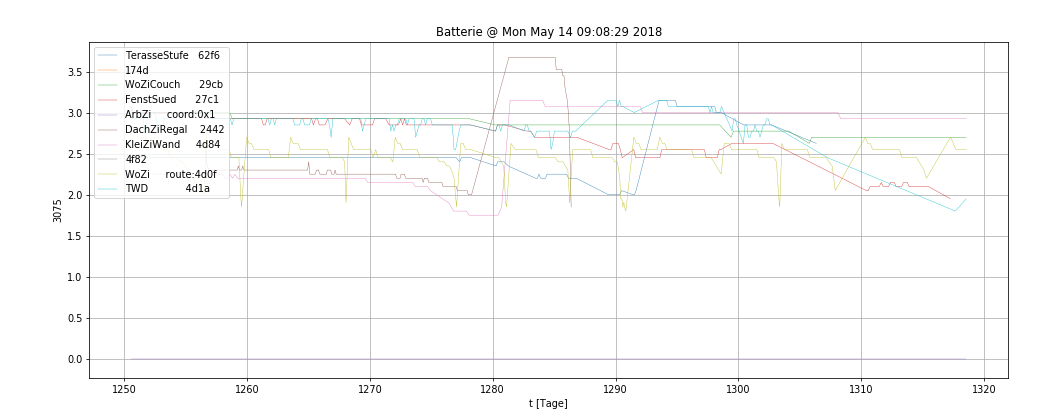 Batterie @ Mon May 14 09:08:29 2018
TerasseStufe 62f6
174d
WoZiCouch 29cb
FenstSued 27c1
ArbZi coord:0x1
DachZiRegal 2442
KleiZiWand 4d84
4f82
WoZi route:4d0f
TWD 4d1a
3.5
3.0
2.5
2.0
1.5
1.0
0.5
0.0
3075
1250
1260
1270
1280
1290
1300
1310
1320
t [Tage]